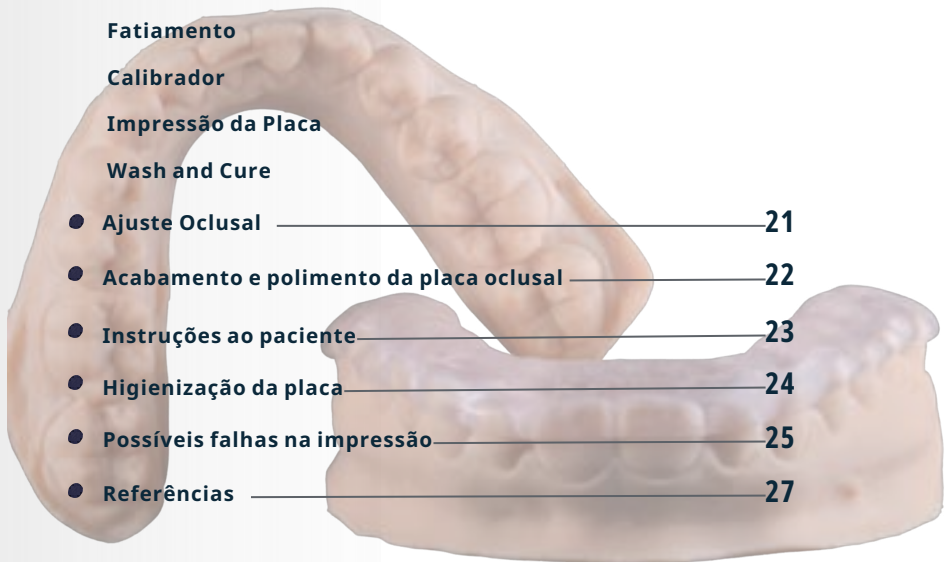 Fatiamento
Calibrador
Impressão da Placa
Wash and Cure
Ajuste Oclusal 21
Acabamento e polimento da placa oclusal 22
Instruções ao paciente 23
Higienização da placa 24
Possíveis falhas na impressão 25
Referências 27